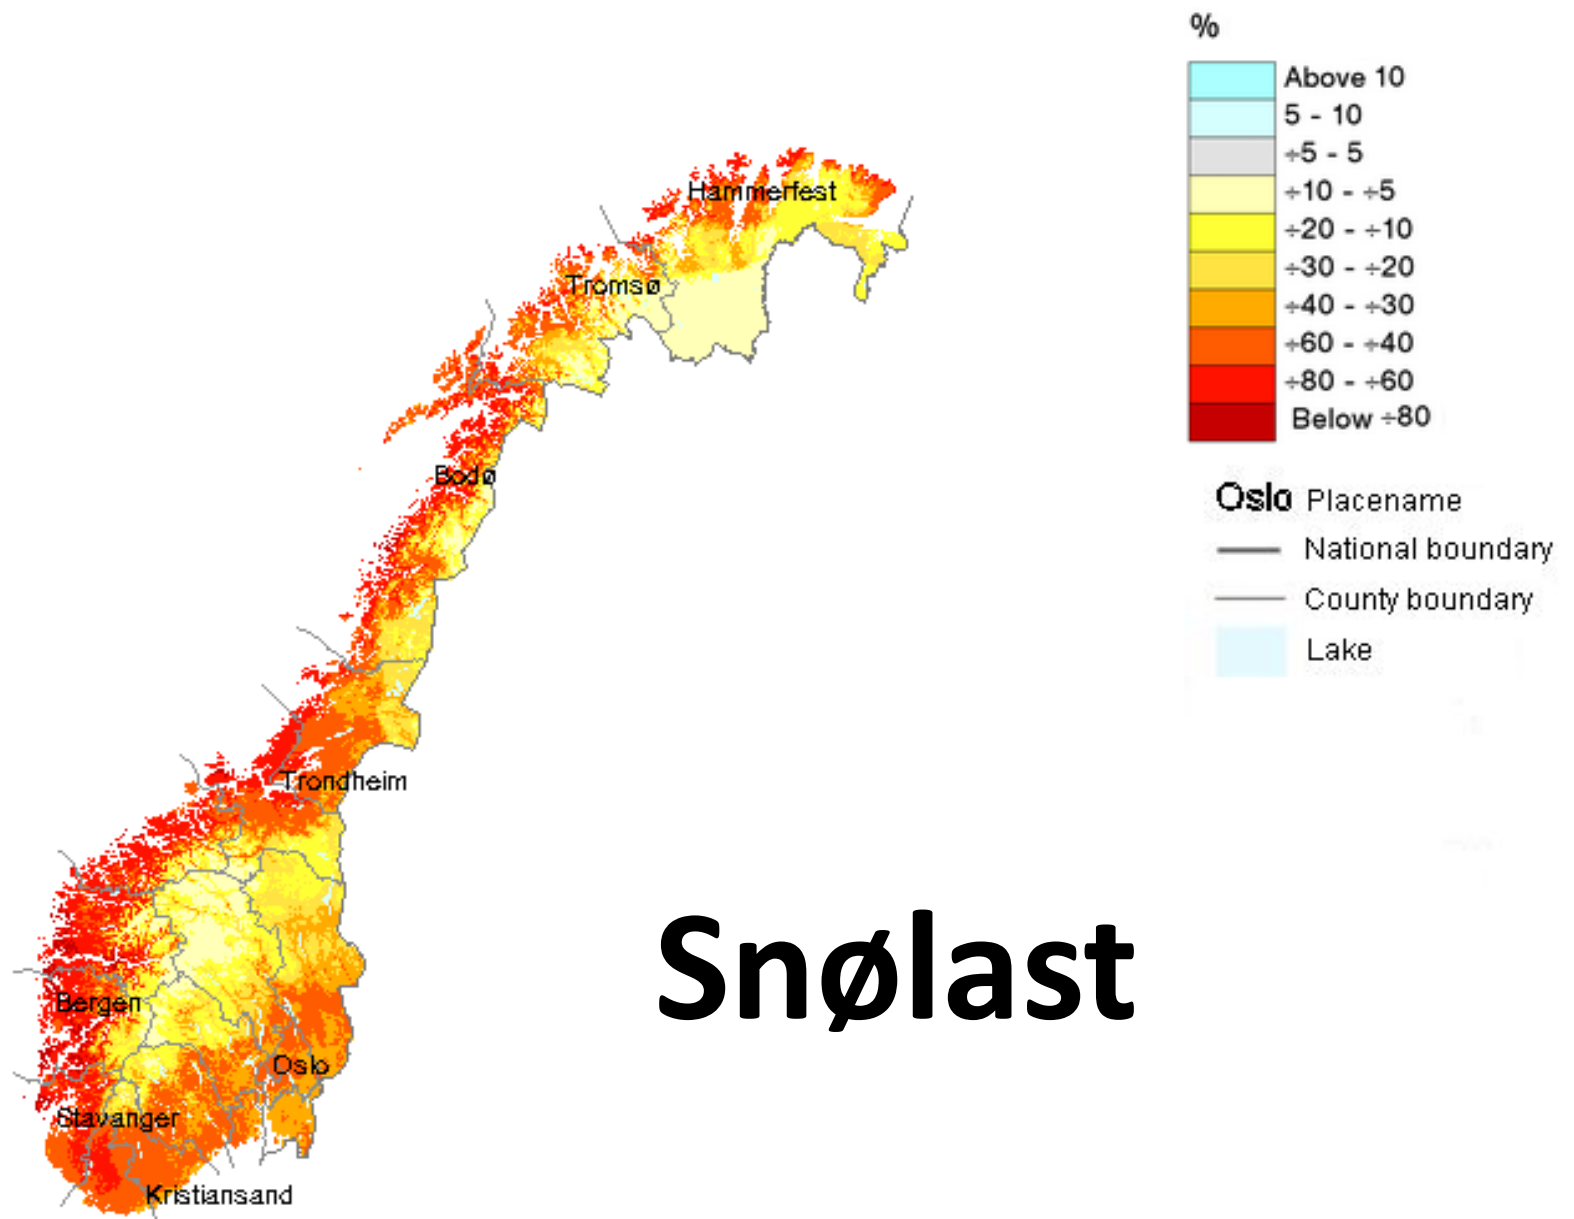 %
Above 10
5 - 10
÷5 - 5
÷10 - ÷5
÷20 - ÷10
÷30 - ÷20
÷40 - ÷30
÷60 - ÷40
÷80 - ÷60
Below ÷80
Oslo Placename
National boundary
County boundary
Lake
Hammerfest
Tromsø
Bodø
Trondheim
Bergen
Oslo
Stavanger
Kristiansand
Snølast